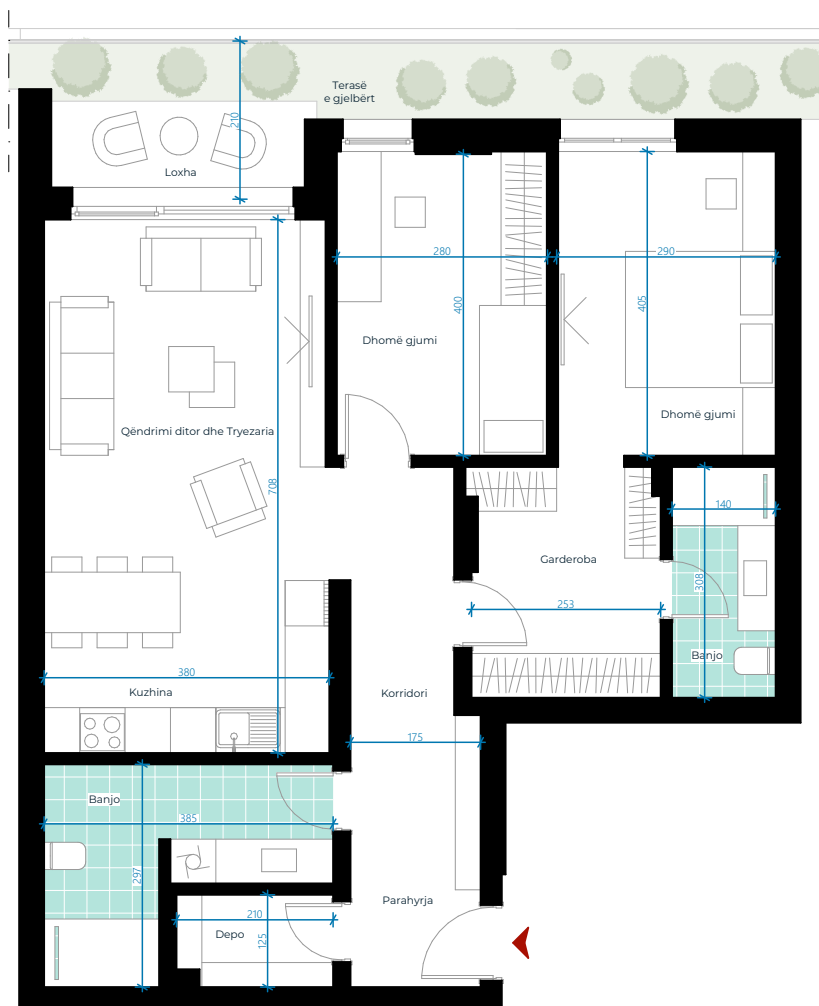 Terasë
e gjelbërt
210
Loxha
280
290
400
405
Dhomë gjumi
Dhomë gjumi
Qëndrimi ditor dhe Tryezaria
708
140
Garderoba
308
253
Banjo
380
Kuzhina
Korridori
175
Banjo
385
297
Parahyrja
210
Depo
125